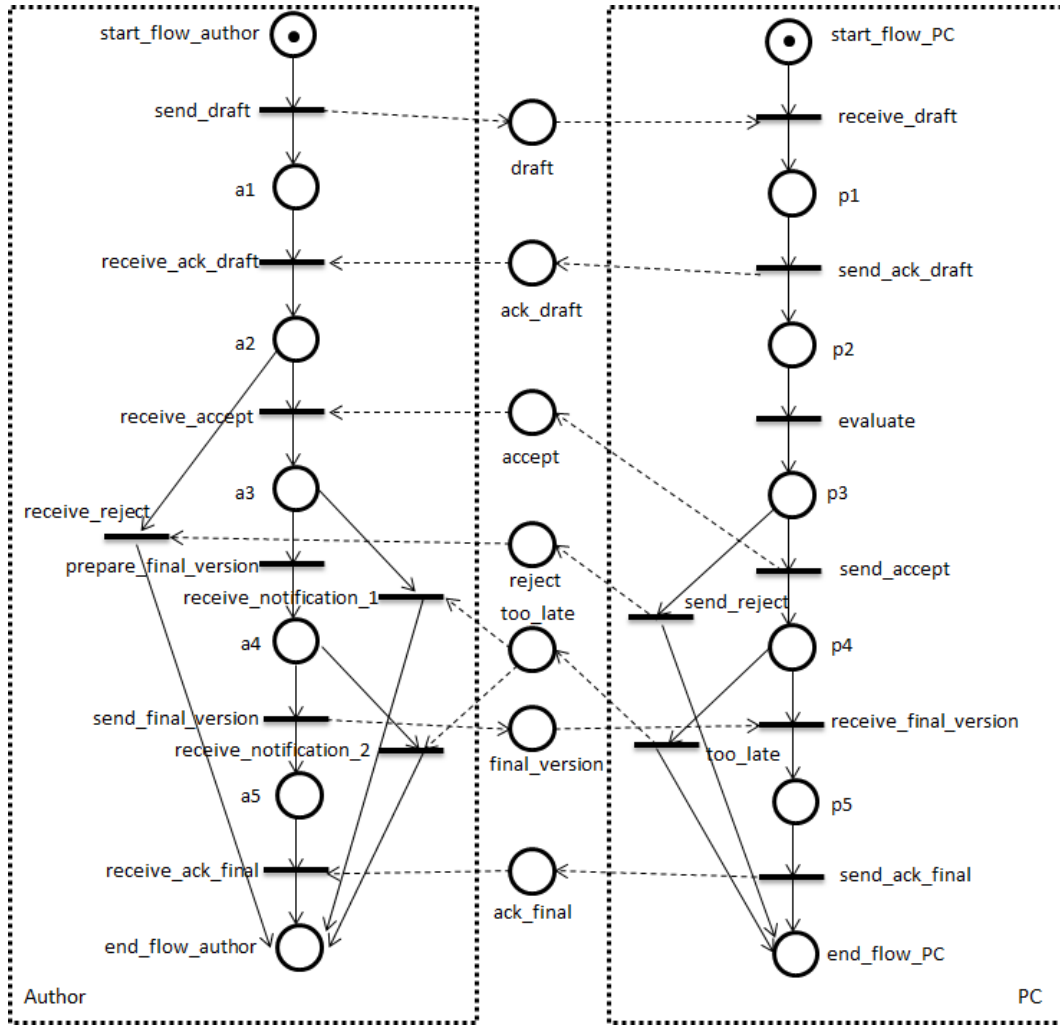 start_flow_author
start_flow_PC
send_draft
receive_draft
draft
a1
p1
receive_ack_draft
send_ack_draft
ack_draft
a2
p2
receive_accept
evaluate
accept
a3
p3
receive_reject
prepare_final_version
send_accept
reject
receive_notification_1
send_reject
too_late
a4
p4
send_final_version
receive_final_version
receive_notification_2
too_late
final_version
a5
p5
receive_ack_final
send_ack_final
ack_final
end_flow_author
end_flow_PC
Author
PC